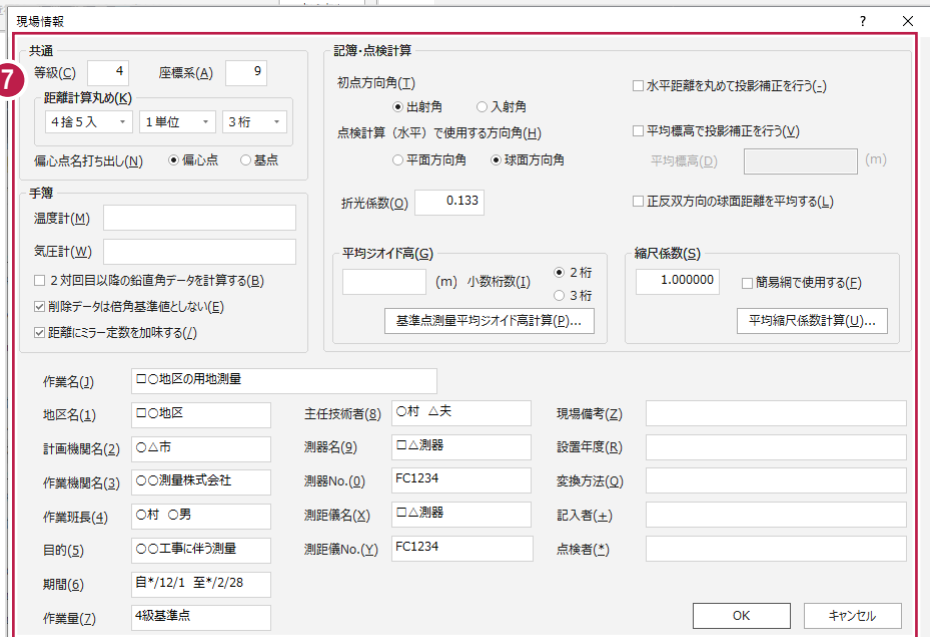 現場情報
? ×
7
共通
等級(C) 4 座標系(A) 9
距離計算丸め(K)
4捨5入 1単位 3桁
偏心点名打ち出し(N) 偏心点 基点
手簿
温度計(M)
気圧計(W)
2対回目以降の鉛直角データを計算する(B)
削除データは倍角基準値としない(E)
距離にミラー定数を加味する(/)
記簿・点検計算
初点方向角(T)
出射角 入射角
点検計算（水平）で使用する方向角(H)
平面方向角 球面方向角
折光係数(O) 0.133
水平距離を丸めて投影補正を行う(-)
平均標高で投影補正を行う(V)
平均標高(D) (m)
正反双方向の球面距離を平均する(L)
平均ジオイド高(G)
(m) 小数桁数(I) 2桁
3桁
基準点測量平均ジオイド高計算(P)...
縮尺係数(S)
1.000000 簡易網で使用する(F)
平均縮尺係数計算(U)...
作業名(J) □○地区の用地測量
地区名(1) □○地区
計画機関名(2) ○△市
作業機関名(3) ○○測量株式会社
作業班長(4) ○村 ○男
目的(5) ○○工事に伴う測量
期間(6) 自*/12/1 至*/2/28
作業量(7) 4級基準点
主任技術者(8) ○村 △夫
測器名(9) □△測器
測器No.(0) FC1234
測距儀名(X) □△測器
測距儀No.(Y) FC1234
現場備考(Z)
設置年度(R)
変換方法(Q)
記入者(+)
点検者(*)
OK キャンセル